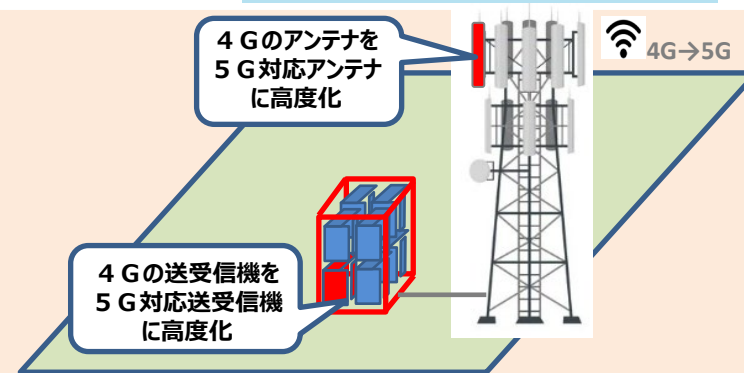 ４Ｇのアンテナを
５Ｇ対応アンテナ
に高度化
4G→5G
４Ｇの送受信機を
５Ｇ対応送受信機
に高度化